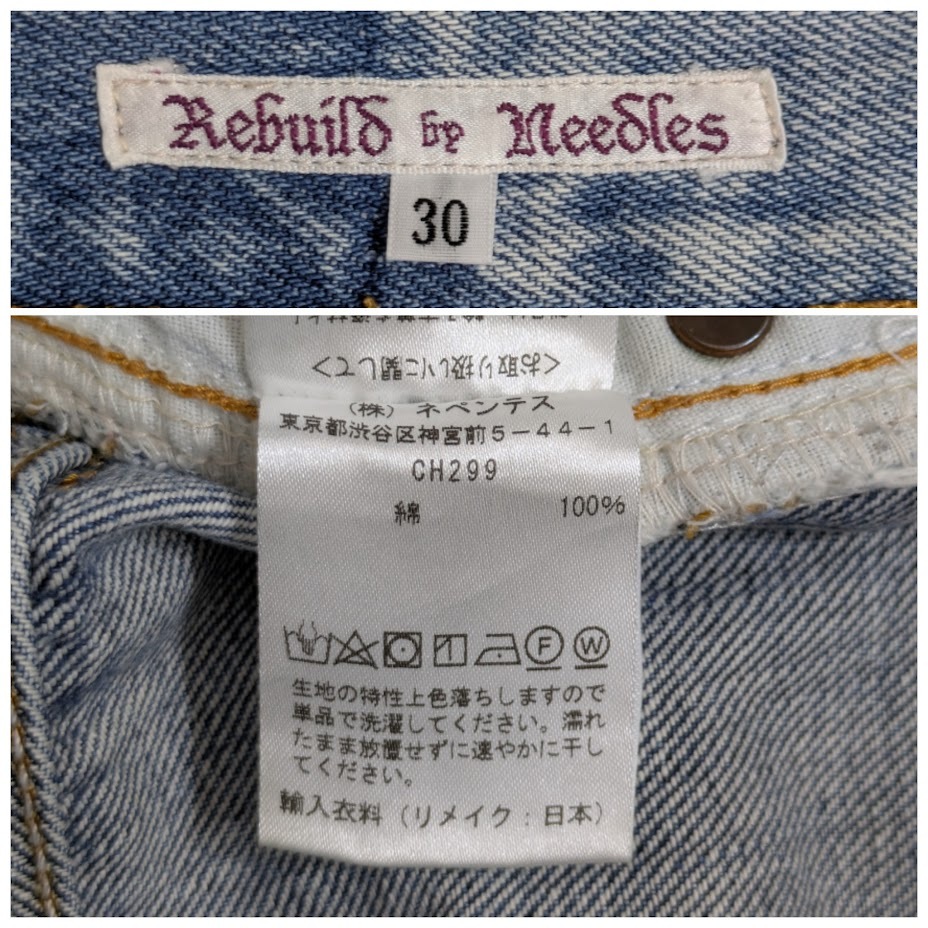 Rebuild by Needles
30
<お取り扱いに関して>
(株) ネペンテス
東京都渋谷区神宮前5-44-1
CH299
綿 100%
F W
生地の特性上色落ちしますので
単品で洗濯してください。濡れ
たまま放置せずに速やかに干し
てください。
輸入衣料 (リメイク:日本)